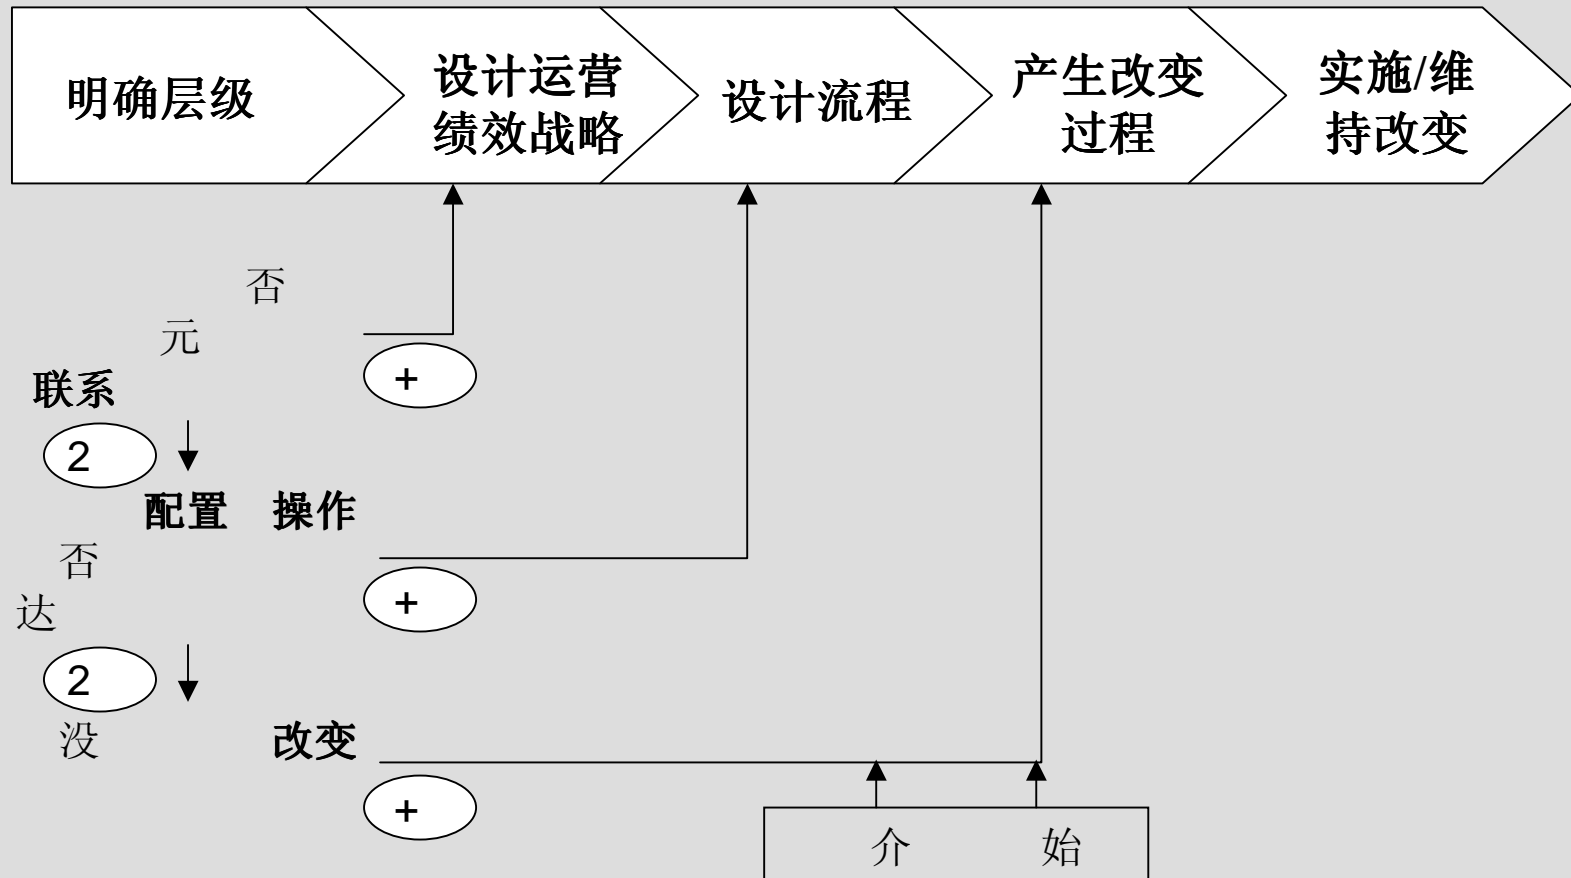 明确层级
设计运营
绩效战略
设计流程
产生改变
过程
实施/维
持改变
否
元
联系
+
2
配置 操作
否
达
+
2
没
改变
+
介 始